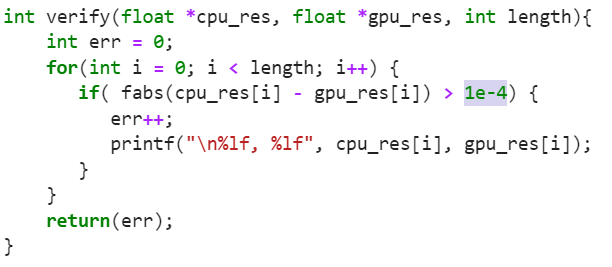 int verify(float *cpu_res, float *gpu_res, int length){
    int err = 0;
    for(int i = 0; i < length; i++) {
       if( fabs(cpu_res[i] - gpu_res[i]) > 1e-4) {
          err++;
          printf("\n%lf, %lf", cpu_res[i], gpu_res[i]);
       }
    }
    return(err);
}